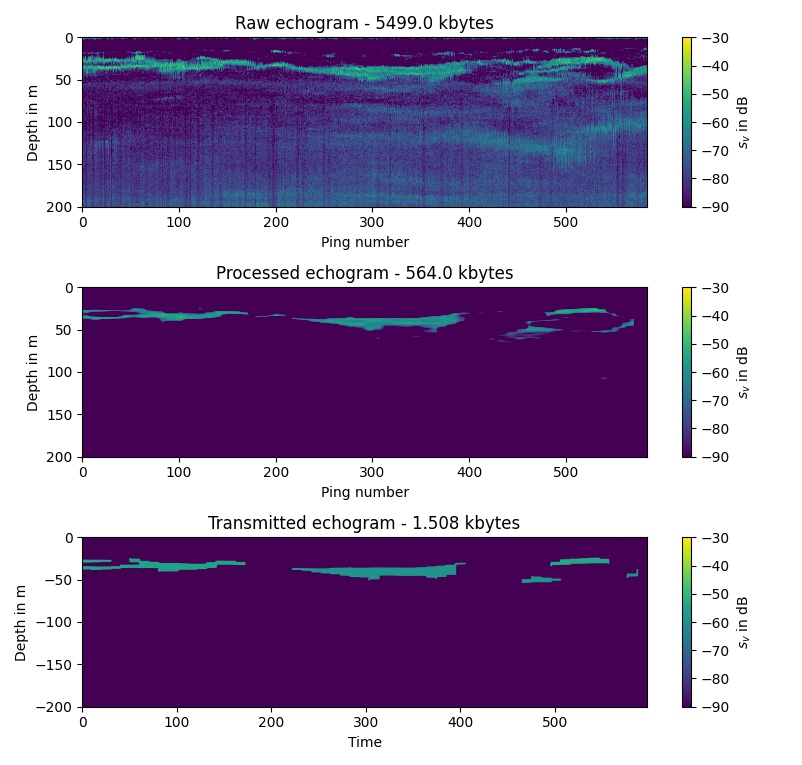 Raw echogram - 5499.0 kbytes
0
50
100
150
200
Depth in m
0 100 200 300 400 500
Ping number
−30
−40
−50
−60
−70
−80
−90
sv in dB
Processed echogram - 564.0 kbytes
0
50
100
150
200
Depth in m
0 100 200 300 400 500
Ping number
−30
−40
−50
−60
−70
−80
−90
sv in dB
Transmitted echogram - 1.508 kbytes
0
−50
−100
−150
−200
Depth in m
0 100 200 300 400 500
Time
−30
−40
−50
−60
−70
−80
−90
sv in dB